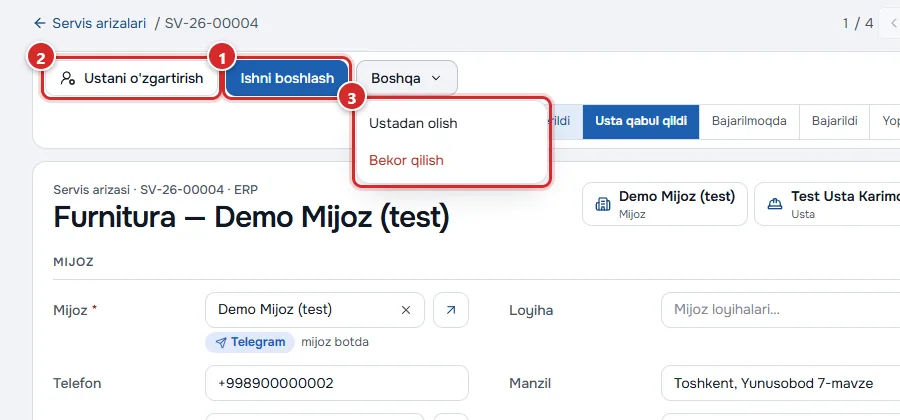 ← Servis arizalari / SV-26-00004
1 / 4
2
1
Ustani o'zgartirish
Ishni boshlash
Boshqa
3
Ustadan olish
Bekor qilish
Usta qabul qildi
Bajarilmoqda
Bajarildi
Servis arizasi · SV-26-00004 · ERP
Furnitura — Demo Mijoz (test)
Demo Mijoz (test)
Mijoz
Test Usta Karimo
Usta
MIJOZ
Mijoz *
Demo Mijoz (test)
Loyiha
Mijoz loyihalari...
Telegram
mijoz botda
Telefon
+998900000002
Manzil
Toshkent, Yunusobod 7-mavze